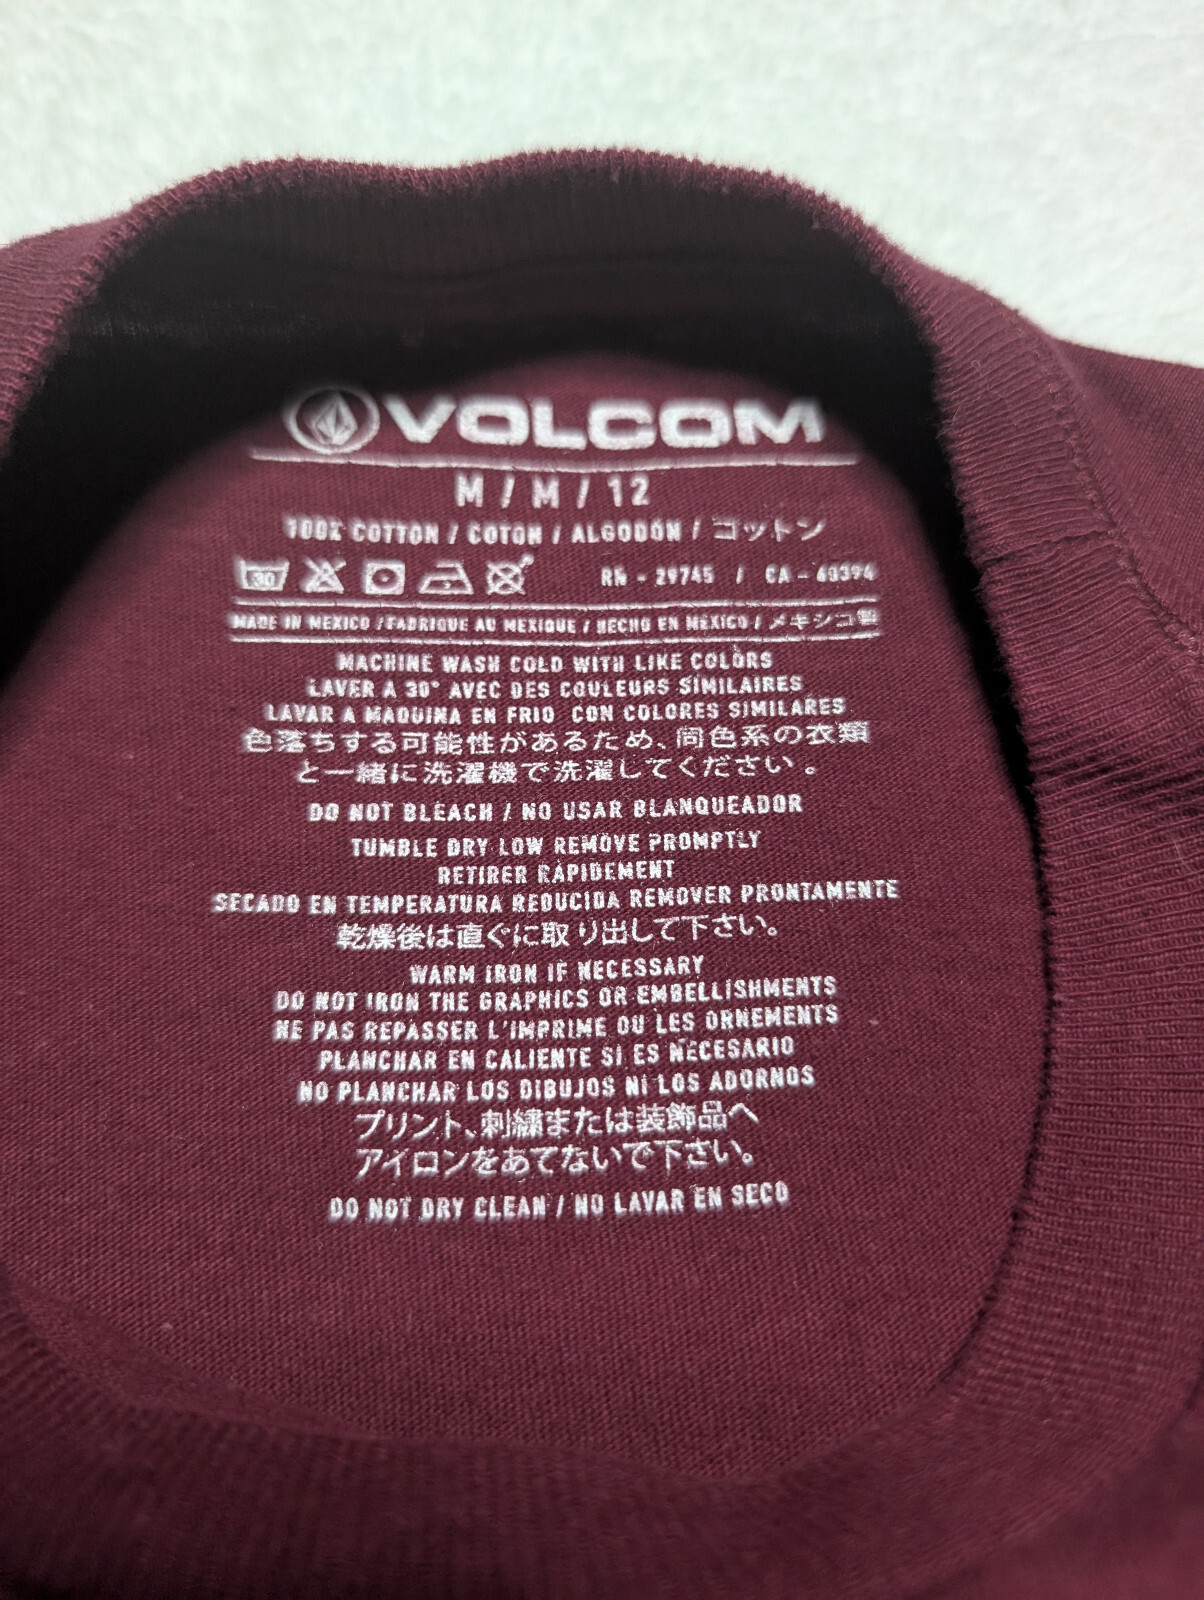 VOLCOM
M / M / 12
100% COTTON / COTON / ALGODÓN / コットン
30 RN - 29745 / CA - 60394
MADE IN MEXICO / FABRIQUE AU MEXIQUE / HECHO EN MEXICO / メキシコ製
MACHINE WASH COLD WITH LIKE COLORS
LAVER A 30° AVEC DES COULEURS SIMILAIRES
LAVAR A MAQUINA EN FRIO CON COLORES SIMILARES
色落ちする可能性があるため、同色系の衣類
と一緒に洗濯機で洗濯してください。
DO NOT BLEACH / NO USAR BLANQUEADOR
TUMBLE DRY LOW REMOVE PROMPTLY
RETIRER RAPIDEMENT
SECADO EN TEMPERATURA REDUCIDA REMOVER PRONTAMENTE
乾燥後は直ぐに取り出して下さい。
WARM IRON IF NECESSARY
DO NOT IRON THE GRAPHICS OR EMBELLISHMENTS
NE PAS REPASSER L'IMPRIME OU LES ORNEMENTS
PLANCHAR EN CALIENTE SI ES NECESARIO
NO PLANCHAR LOS DIBUJOS NI LOS ADORNOS
プリント、刺繍または装飾品へ
アイロンをあてないで下さい。
DO NOT DRY CLEAN / NO LAVAR EN SECO